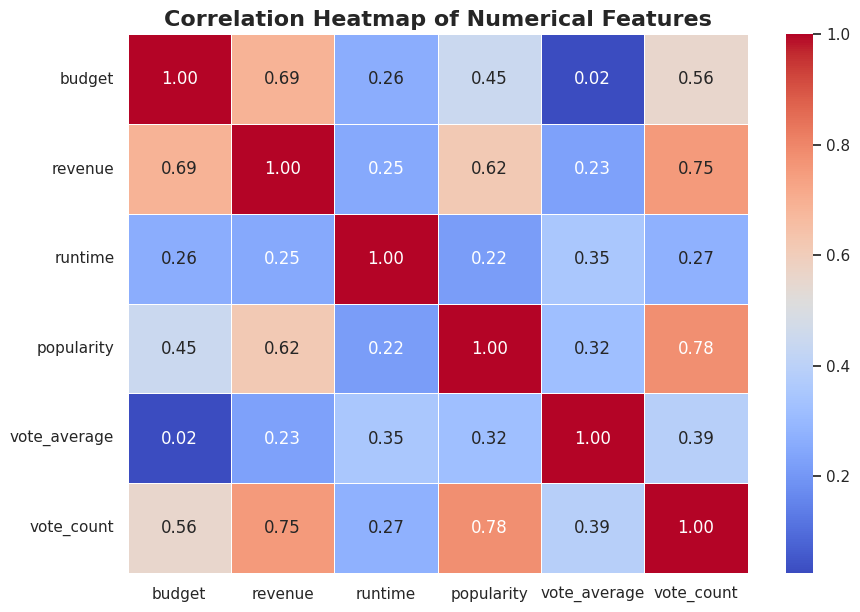 Correlation Heatmap of Numerical Features
budget 1.00 0.69 0.26 0.45 0.02 0.56
revenue 0.69 1.00 0.25 0.62 0.23 0.75
runtime 0.26 0.25 1.00 0.22 0.35 0.27
popularity 0.45 0.62 0.22 1.00 0.32 0.78
vote_average 0.02 0.23 0.35 0.32 1.00 0.39
vote_count 0.56 0.75 0.27 0.78 0.39 1.00
budget revenue runtime popularity vote_average vote_count
1.0
0.8
0.6
0.4
0.2